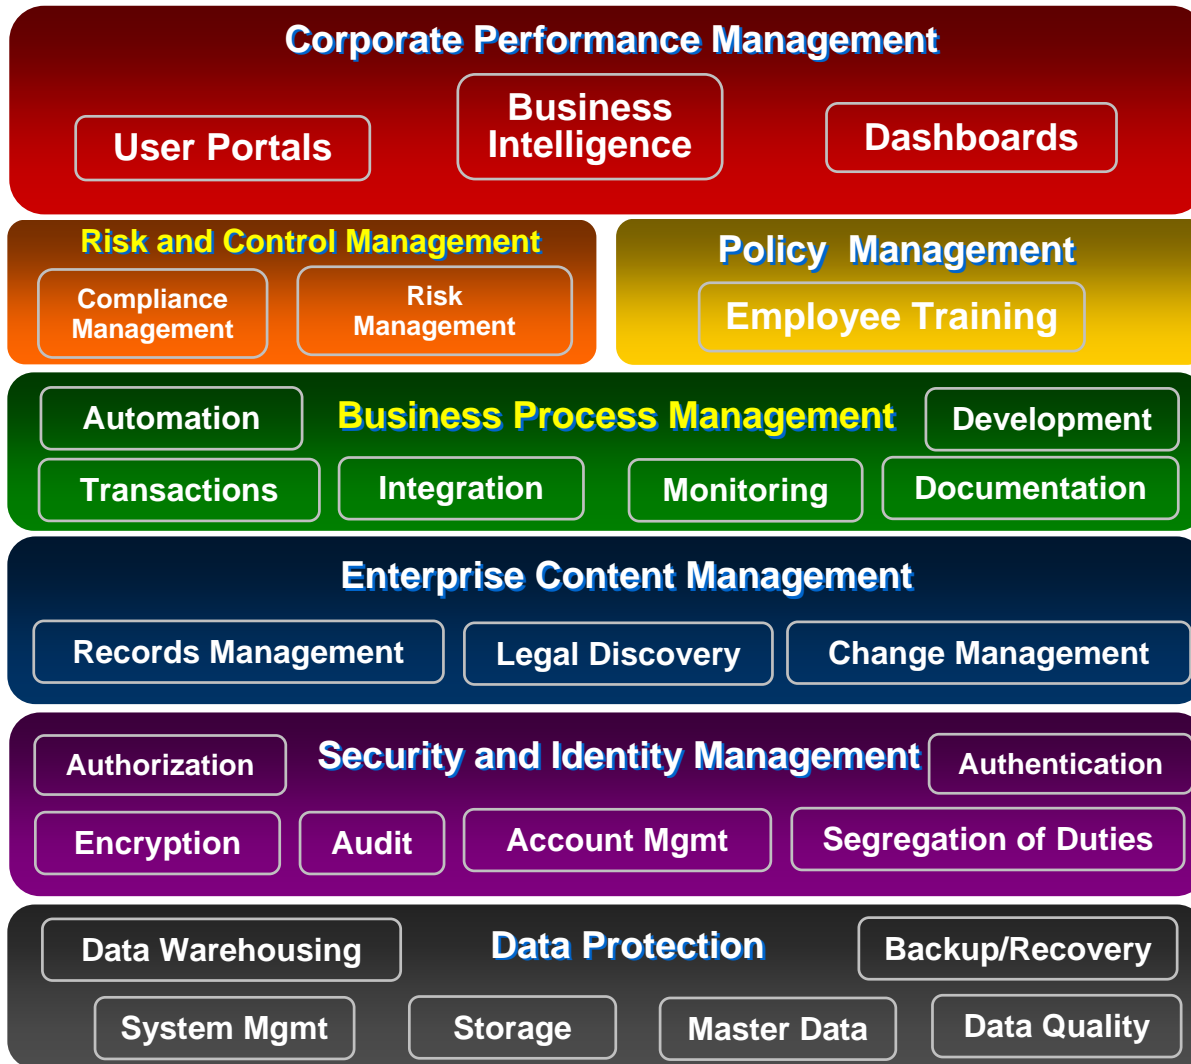 Corporate Performance Management
User Portals
Business
Intelligence
Dashboards
Risk and Control Management
Compliance
Management
Risk
Management
Policy  Management
Employee Training
Automation
Business Process Management
Development
Transactions
Integration
Monitoring
Documentation
Enterprise Content Management
Records Management
Legal Discovery
Change Management
Authorization
Security and Identity Management
Authentication
Encryption
Audit
Account Mgmt
Segregation of Duties
Data Warehousing
Data Protection
Backup/Recovery
System Mgmt
Storage
Master Data
Data Quality